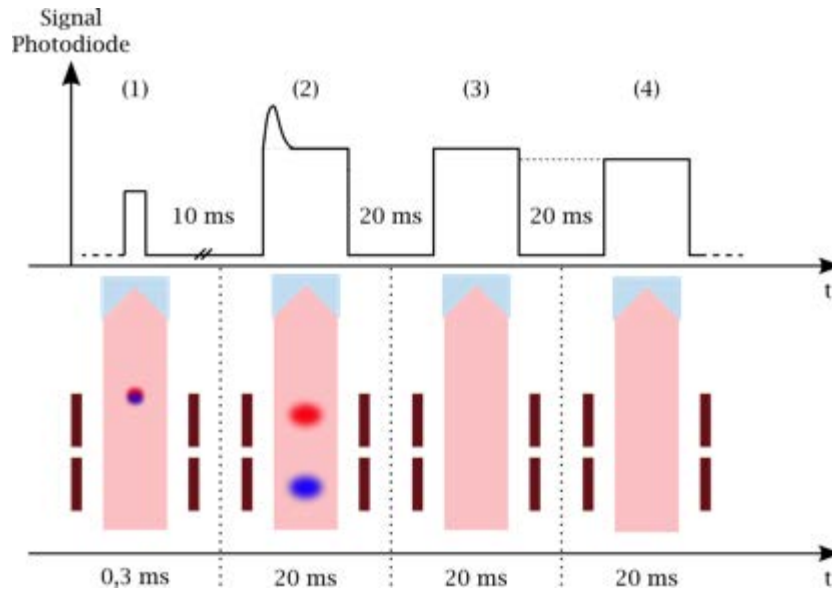 Signal
Photodiode
(1)
(2)
(3)
(4)
10 ms
20 ms
20 ms
t
0,3 ms
20 ms
20 ms
20 ms
t